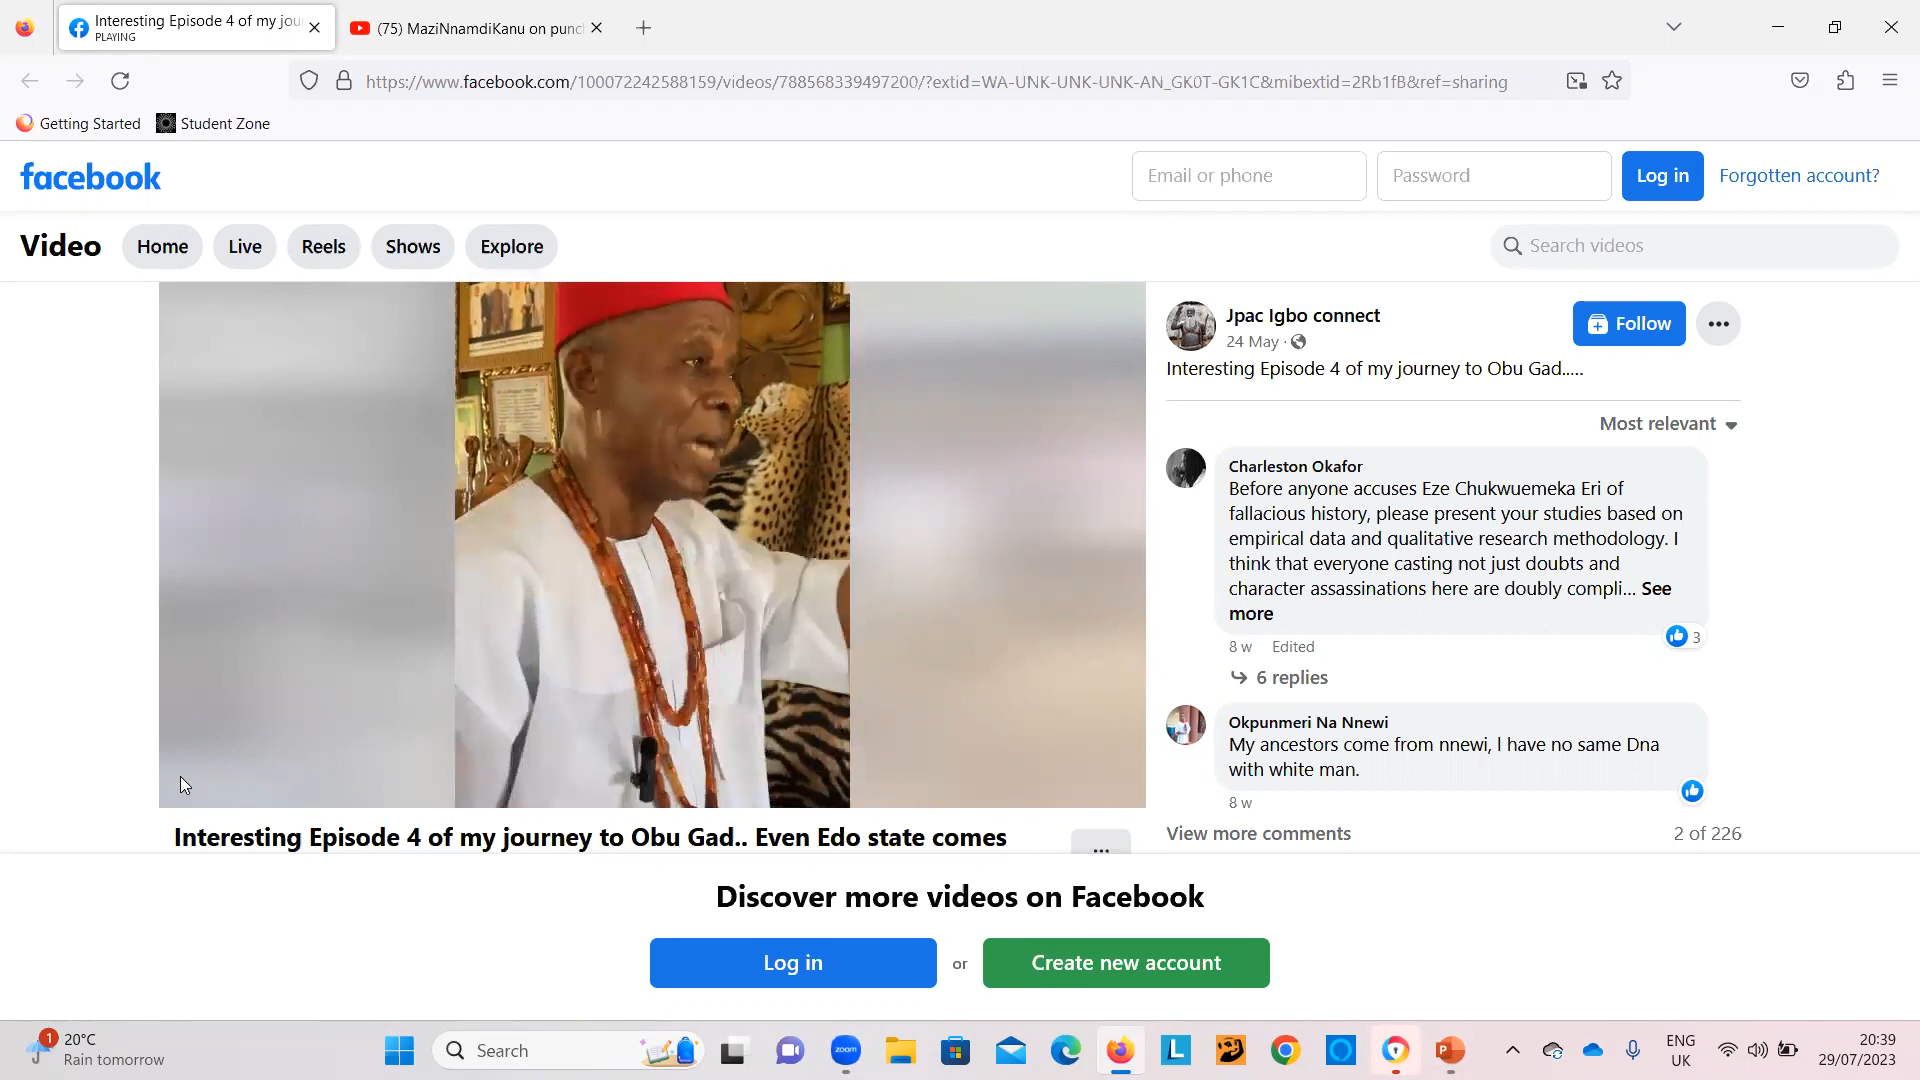 Interesting Episode 4 of my jou
PLAYING
(75) MaziNnamdiKanu on punc
https://www.facebook.com/100072242588159/videos/788568339497200/?extid=WA-UNK-UNK-UNK-AN_GK0T-GK1C&mibextid=2Rb1fB&ref=sharing
Getting Started
Student Zone
facebook
Email or phone
Password
Log in
Forgotten account?
Video
Home
Live
Reels
Shows
Explore
Search videos
Jpac Igbo connect
24 May ·
Follow
Interesting Episode 4 of my journey to Obu Gad.....
Most relevant
Charleston Okafor
Before anyone accuses Eze Chukwuemeka Eri of
fallacious history, please present your studies based on
empirical data and qualitative research methodology. I
think that everyone casting not just doubts and
character assassinations here are doubly compli... See
more
3
8 w Edited
6 replies
Okpunmeri Na Nnewi
My ancestors come from nnewi, I have no same Dna
with white man.
8 w
View more comments
2 of 226
Interesting Episode 4 of my journey to Obu Gad.. Even Edo state comes
Discover more videos on Facebook
Log in
or
Create new account
1
20°C
Rain tomorrow
Search
zoom
L
P
ENG
UK
20:39
29/07/2023